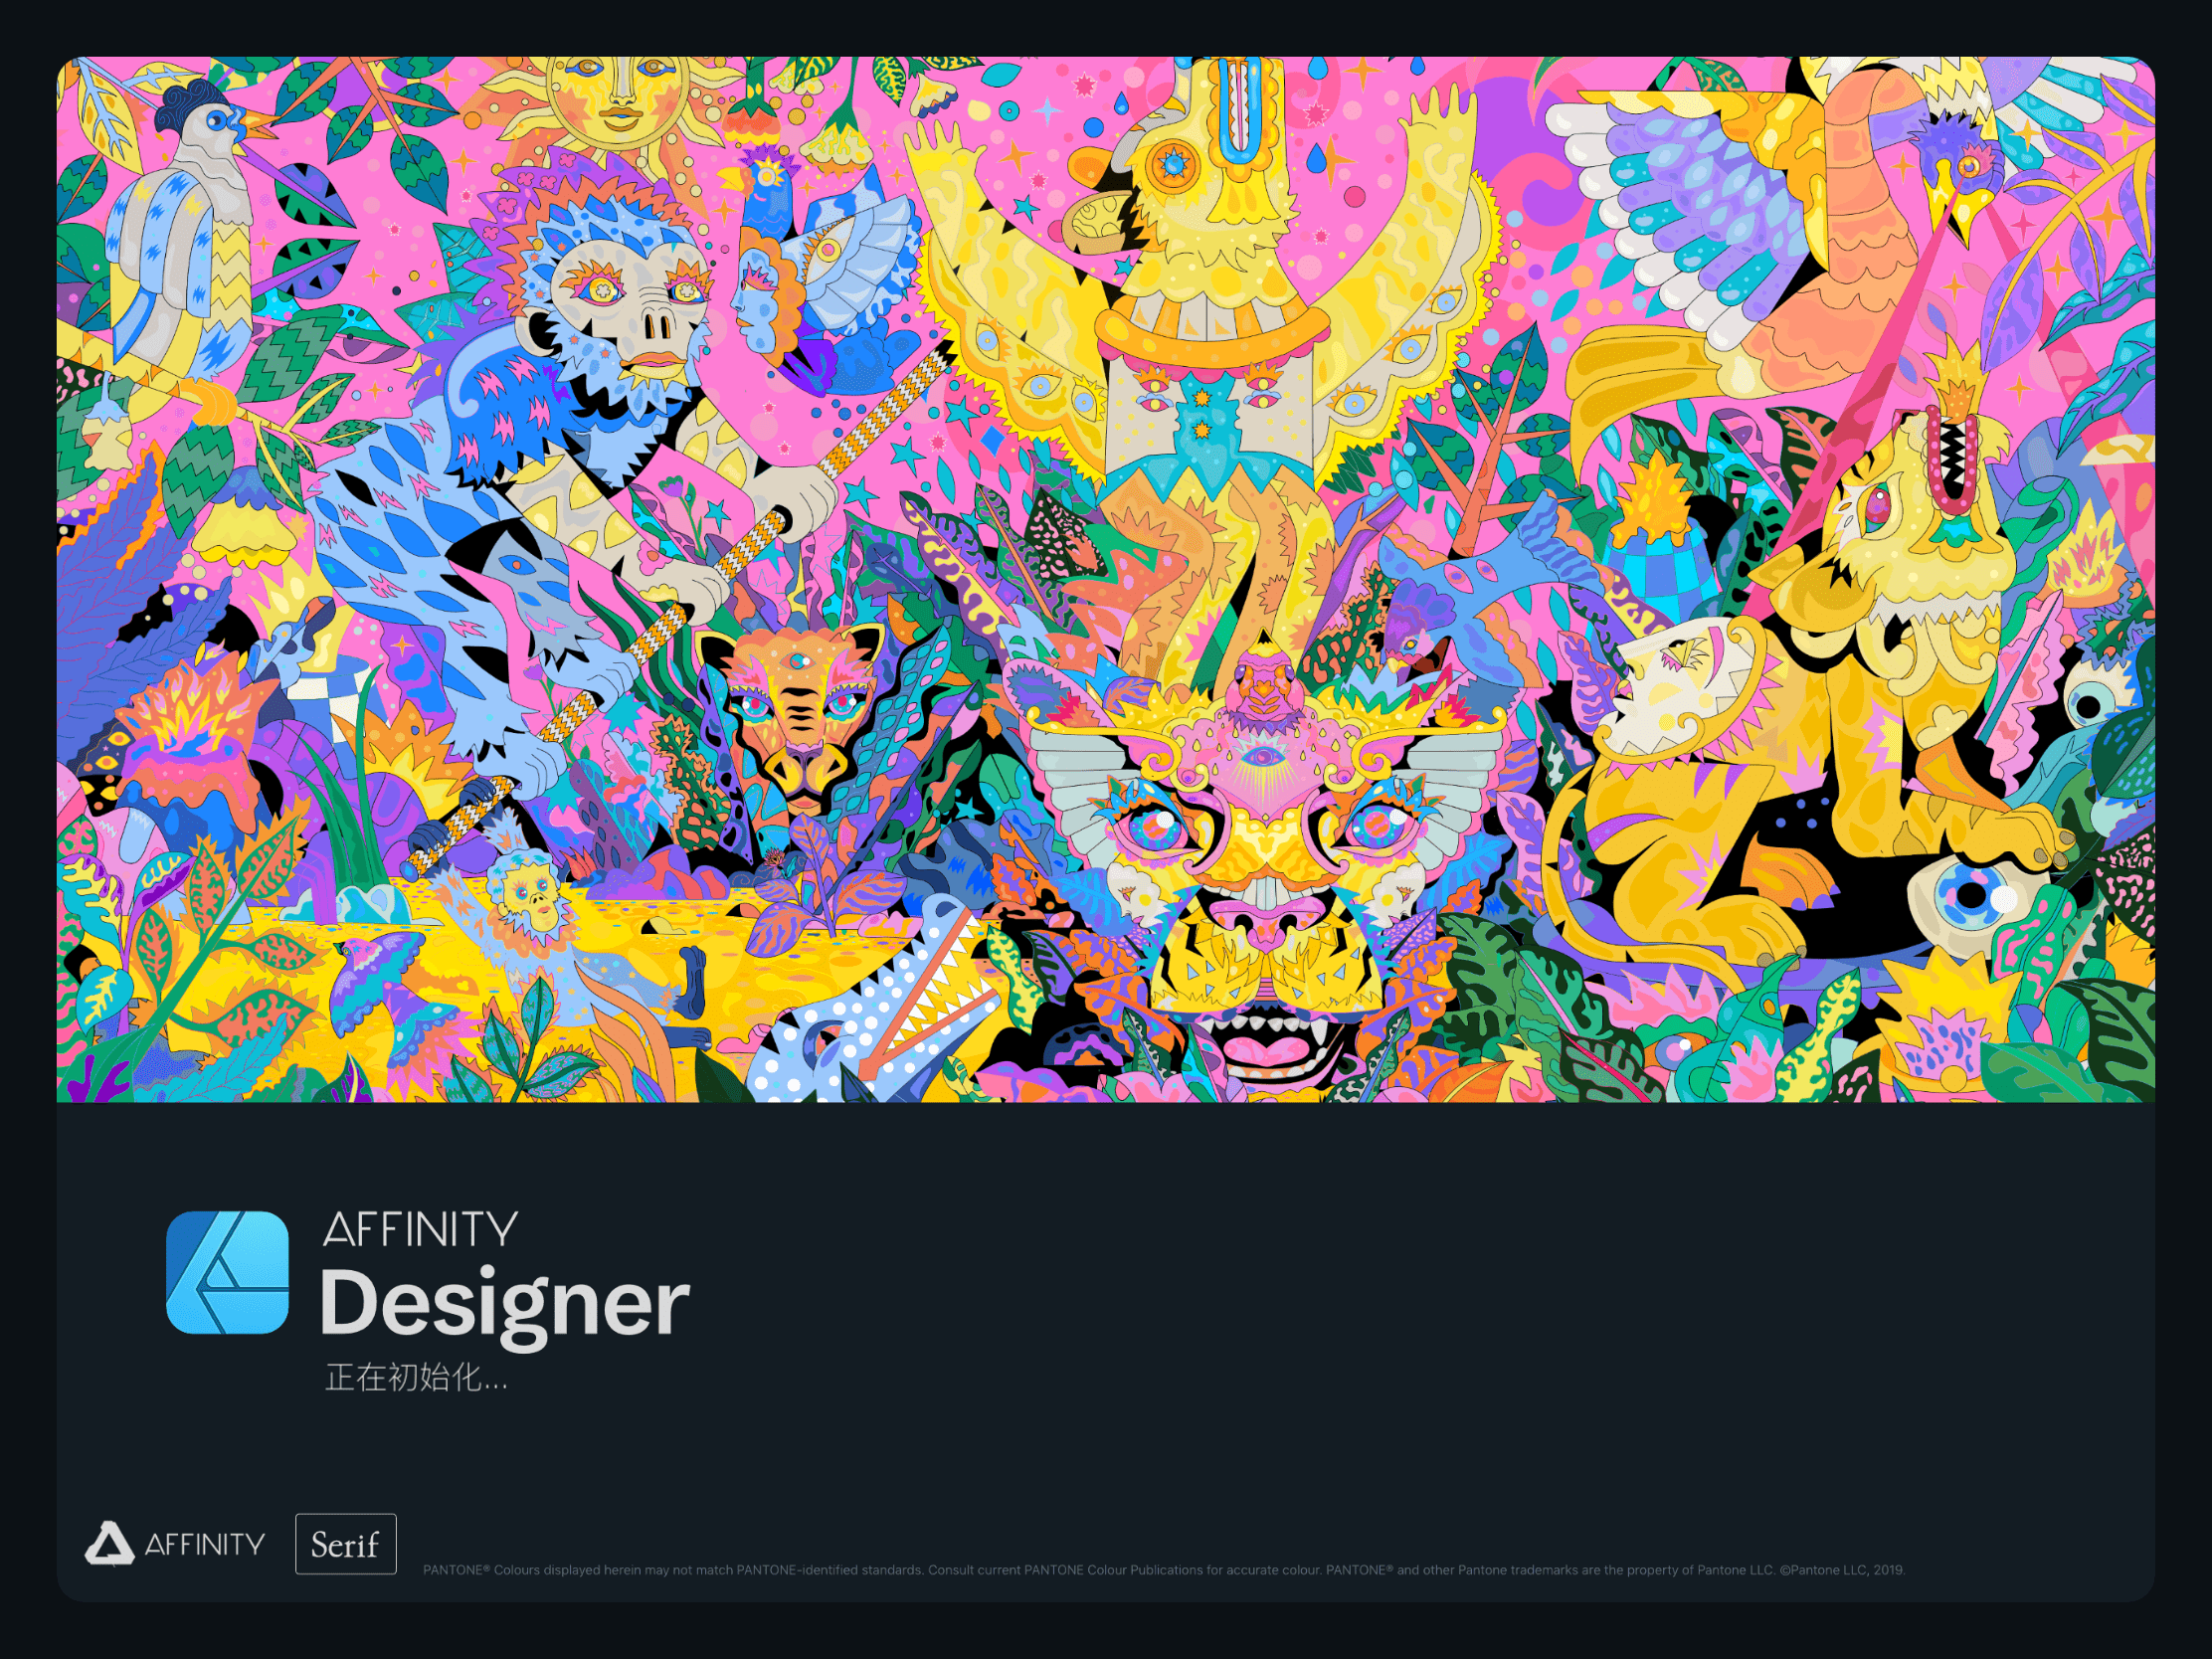 AFFINITY
Designer
正在初始化...
AFFINITY
Serif
PANTONE® Colours displayed herein may not match PANTONE-identified standards. Consult current PANTONE Colour Publications for accurate colour. PANTONE® and other Pantone trademarks are the property of Pantone LLC. ©Pantone LLC, 2019.